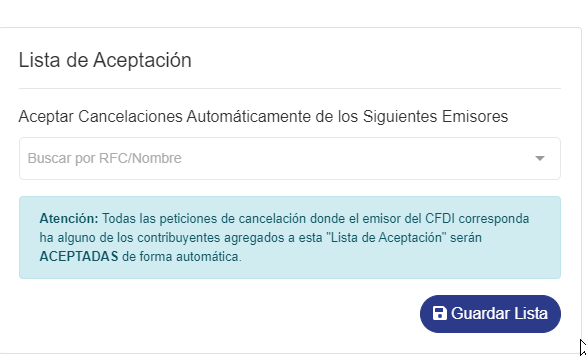 Lista de Aceptación
Aceptar Cancelaciones Automáticamente de los Siguientes Emisores
Buscar por RFC/Nombre
Atención: Todas las peticiones de cancelación donde el emisor del CFDI corresponda
ha alguno de los contribuyentes agregados a esta "Lista de Aceptación" serán
ACEPTADAS de forma automática.
Guardar Lista